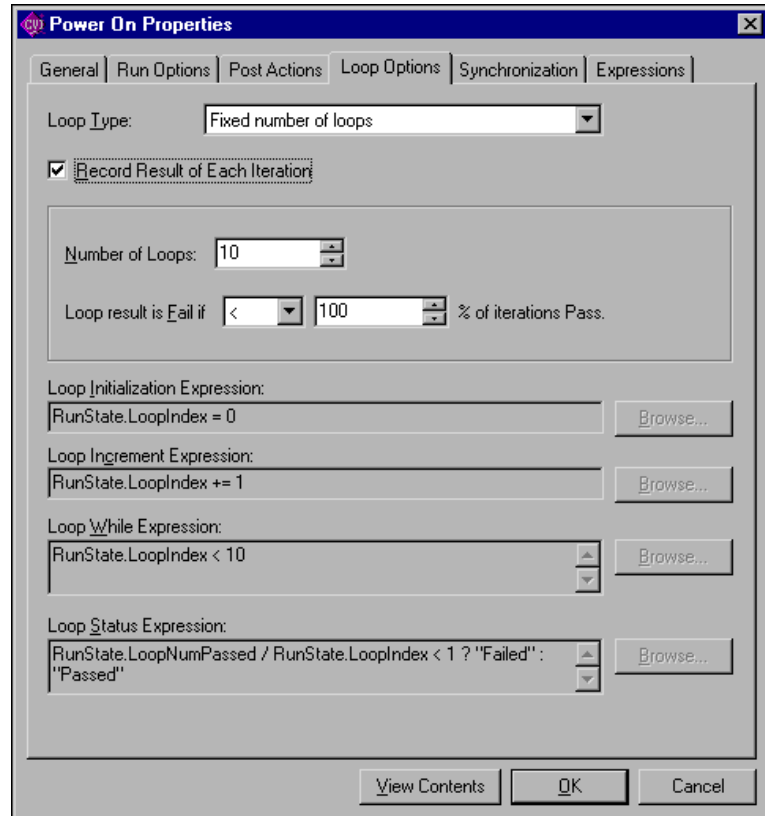 CVI Power On Properties
General Run Options Post Actions Loop Options Synchronization Expressions
Loop Type: Fixed number of loops
Record Result of Each Iteration
Number of Loops: 10
Loop result is Fail if < 100 % of iterations Pass.
Loop Initialization Expression:
RunState.LoopIndex = 0 Browse...
Loop Increment Expression:
RunState.LoopIndex += 1 Browse...
Loop While Expression:
RunState.LoopIndex < 10 Browse...
Loop Status Expression:
RunState.LoopNumPassed / RunState.LoopIndex < 1 ? "Failed" : Browse...
"Passed"
View Contents OK Cancel